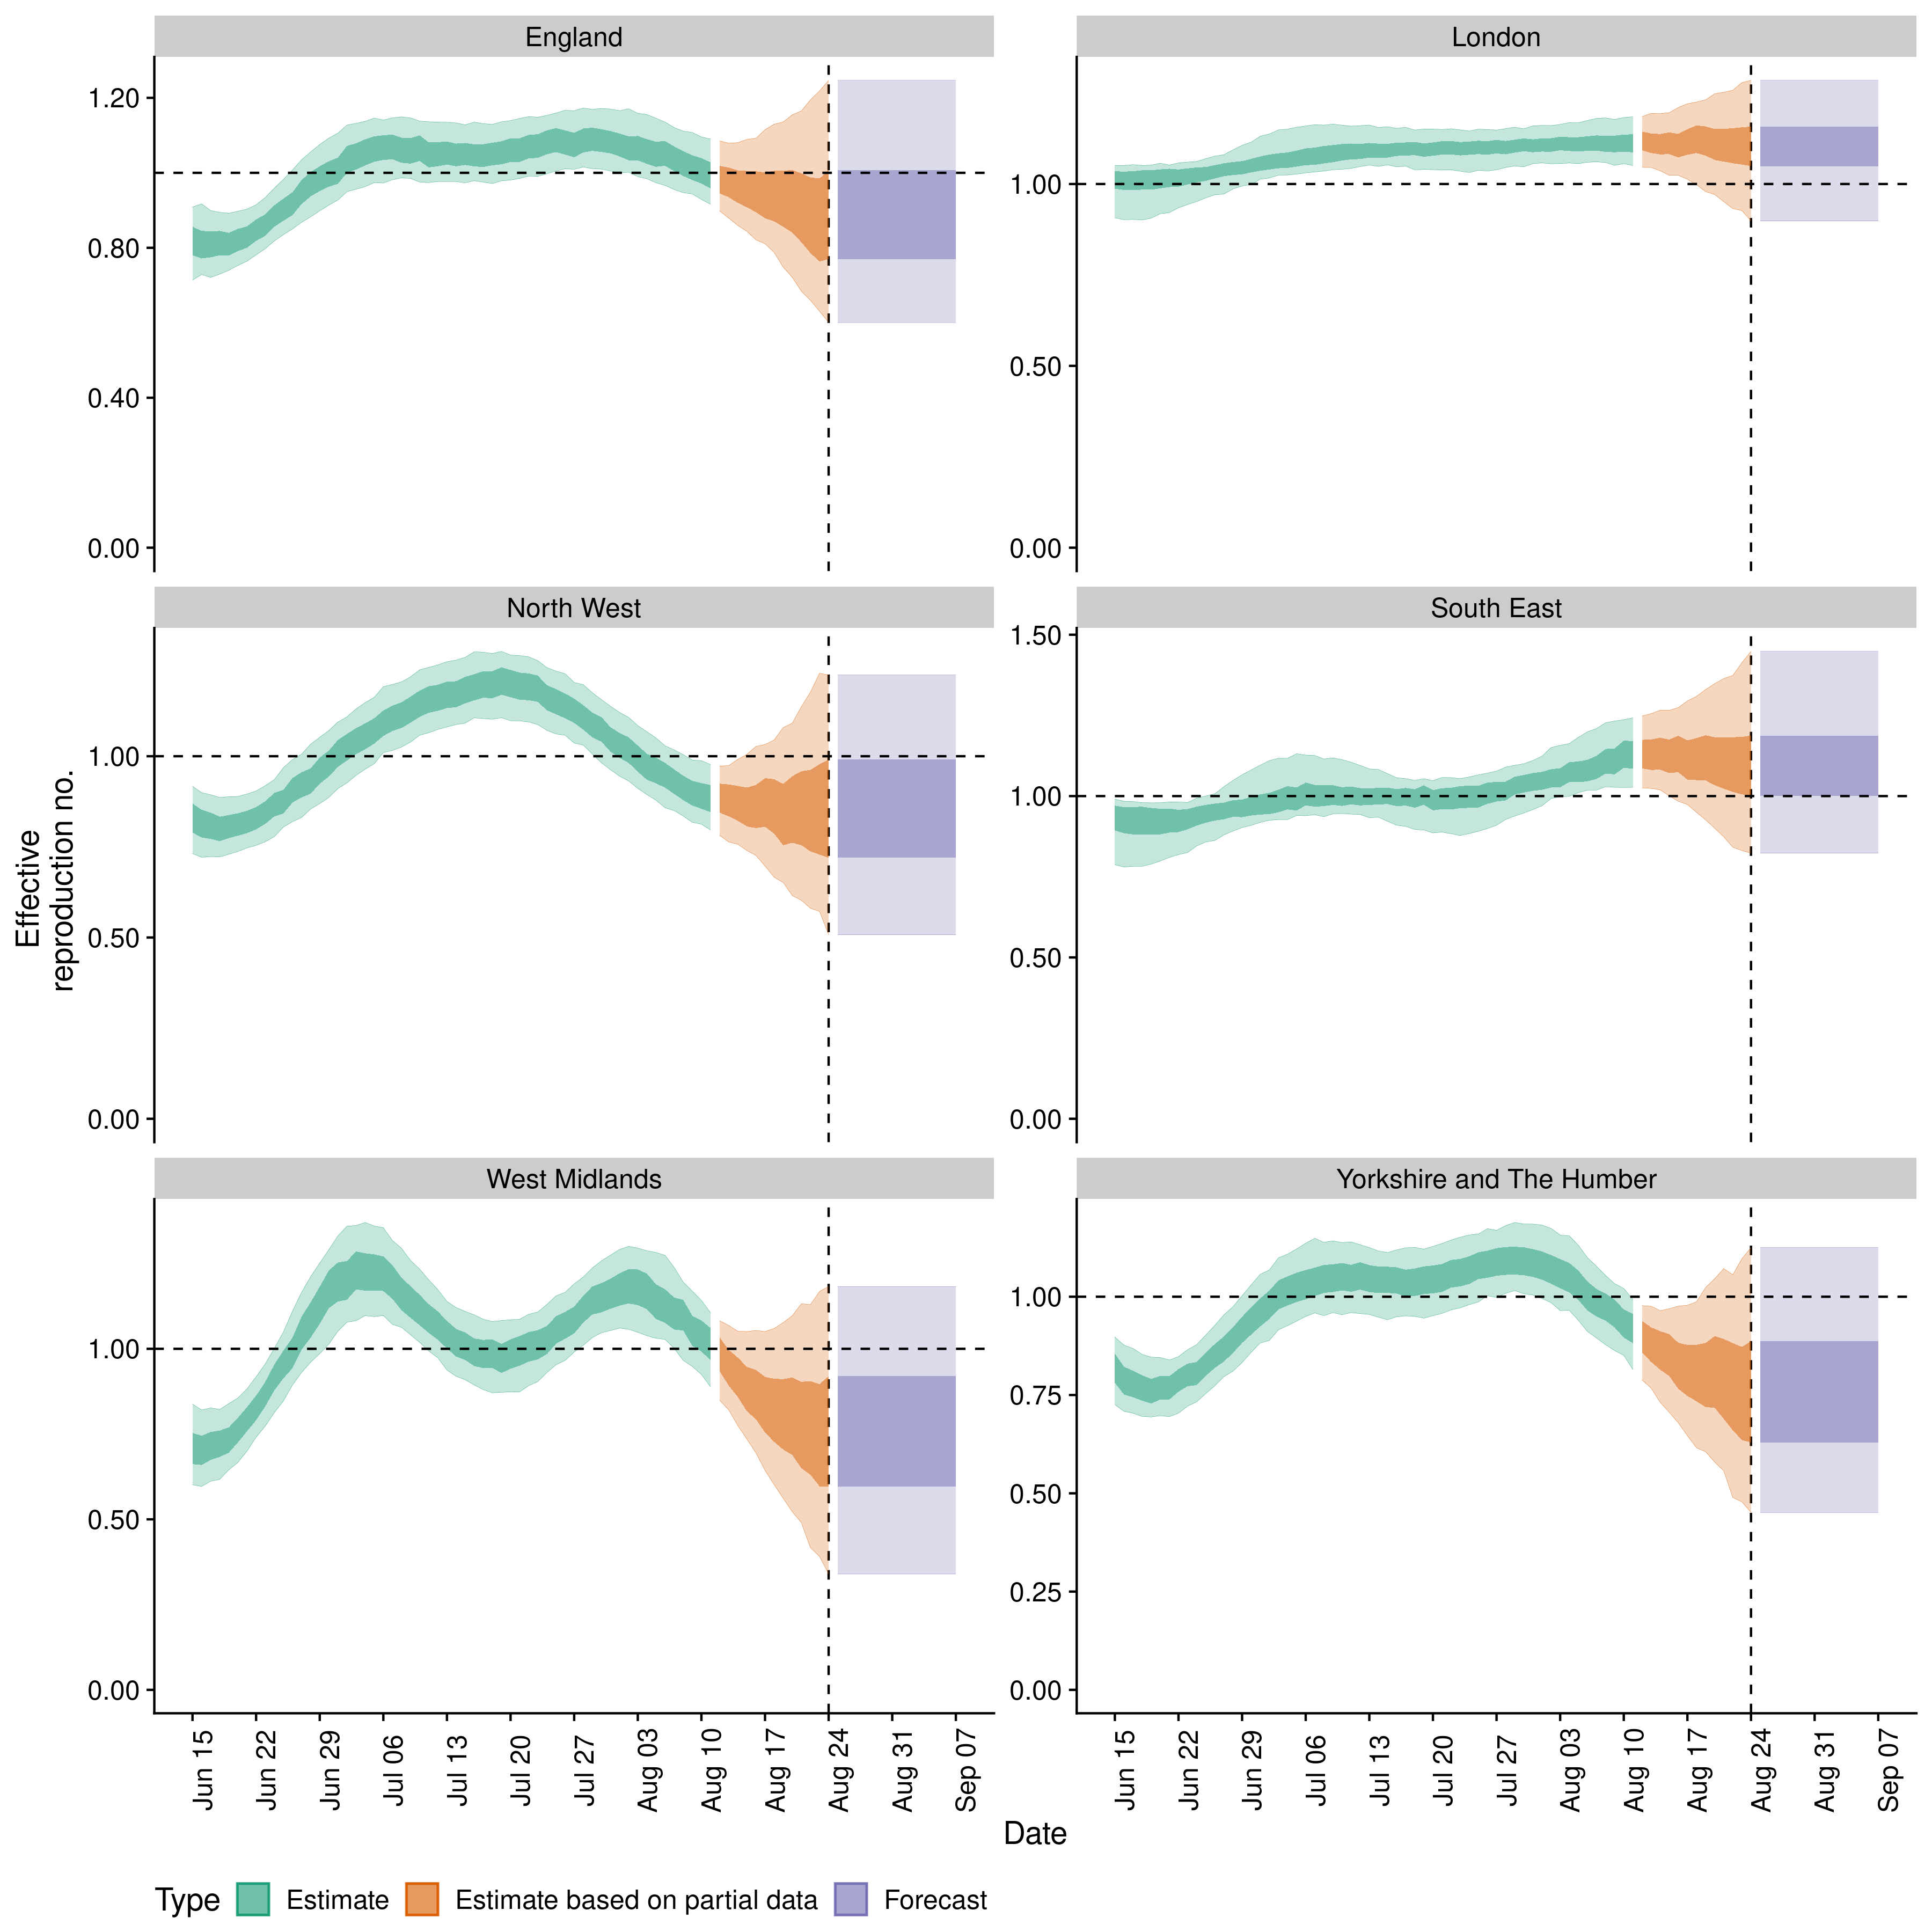 England
London
1.20
0.80
0.40
0.00
1.00
0.50
0.00
North West
South East
1.00
0.50
0.00
1.50
1.00
0.50
0.00
Effective
reproduction no.
West Midlands
Yorkshire and The Humber
1.00
0.50
0.00
1.00
0.75
0.50
0.25
0.00
Jun 15
Jun 22
Jun 29
Jul 06
Jul 13
Jul 20
Jul 27
Aug 03
Aug 10
Aug 17
Aug 24
Aug 31
Sep 07
Jun 15
Jun 22
Jun 29
Jul 06
Jul 13
Jul 20
Jul 27
Aug 03
Aug 10
Aug 17
Aug 24
Aug 31
Sep 07
Date
Type Estimate Estimate based on partial data Forecast